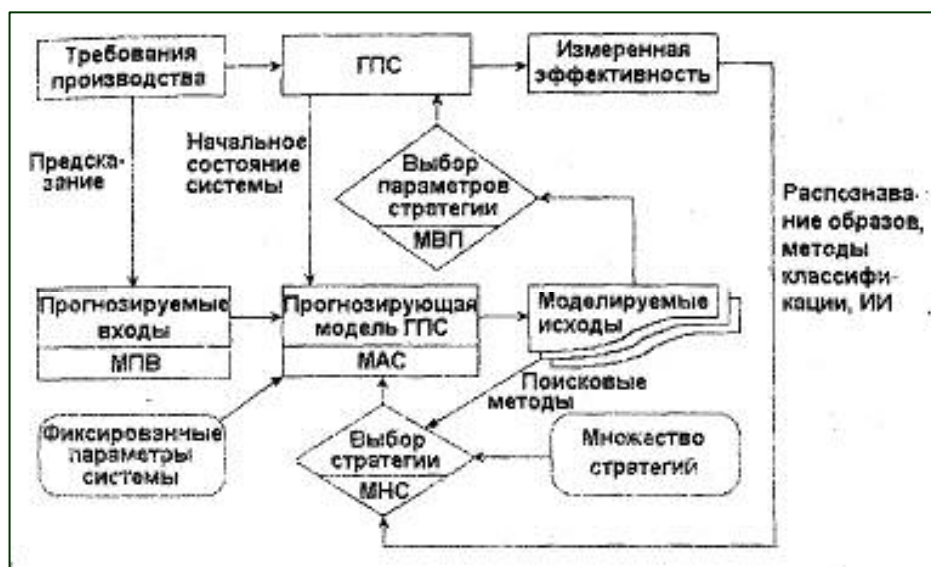 Требования
производства
ГПС
Измеренная
эффективность
Предска-
зание
Начальное
состояние
системы
Выбор
параметров
стратегии
МВП
Распознава-
ние образов,
методы
классифи-
кации, ИИ
Прогнозируемые
входы
МПВ
Прогнозирующая
модель ГПС
МАС
Моделируемые
исходы
Поисковые
методы
Фиксированные
параметры
системы
Выбор
стратегии
МНС
Множество
стратегий